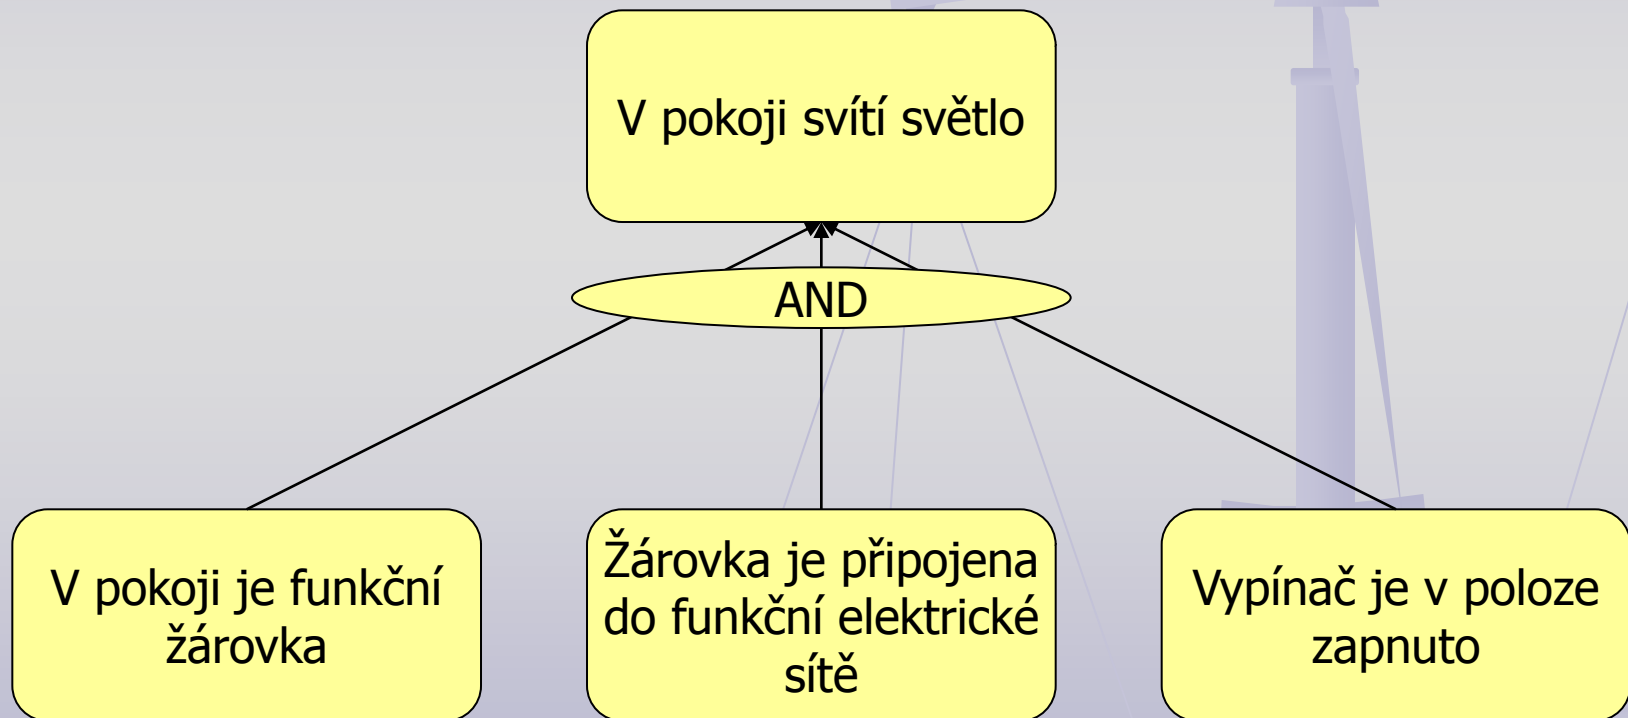 V pokoji svítí světlo
AND
V pokoji je funkční
žárovka
Žárovka je připojena
do funkční elektrické
sítě
Vypínač je v poloze
zapnuto